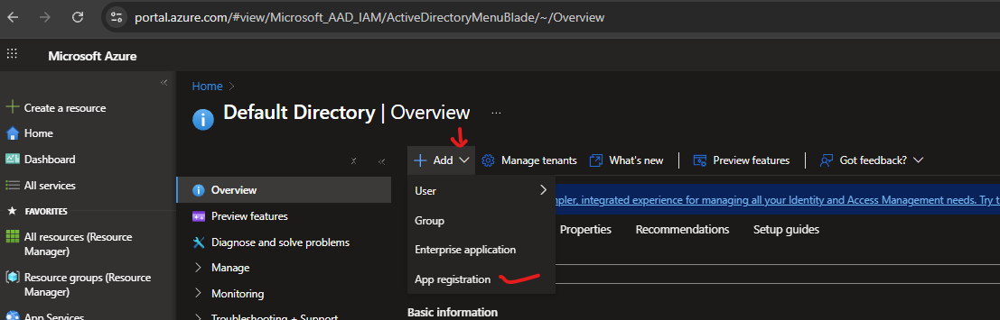 portal.azure.com/#view/Microsoft_AAD_IAM/ActiveDirectoryMenuBlade/~/Overview
Microsoft Azure
Create a resource
Home
Dashboard
All services
FAVORITES
All resources (Resource
Manager)
Resource groups (Resource
Manager)
App Services
Home
Default Directory | Overview
Overview
Preview features
Diagnose and solve problems
Manage
Monitoring
Troubleshooting + Support
Add
Manage tenants
What's new
Preview features
Got feedback?
User
Group
Enterprise application
App registration
integrated experience for managing all your Identity and Access Management needs. Try
Properties
Recommendations
Setup guides
Basic information